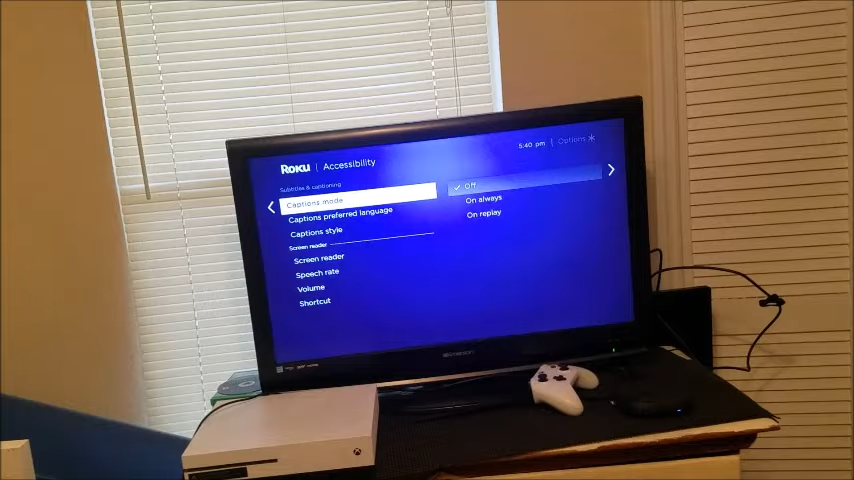 Roku | Accessibility
5:40 pm | Options
Subtitles & captioning
Captions mode
Captions preferred language
Captions style
Screen reader
Screen reader
Speech rate
Volume
Shortcut
Off
On always
On replay
EMERSON